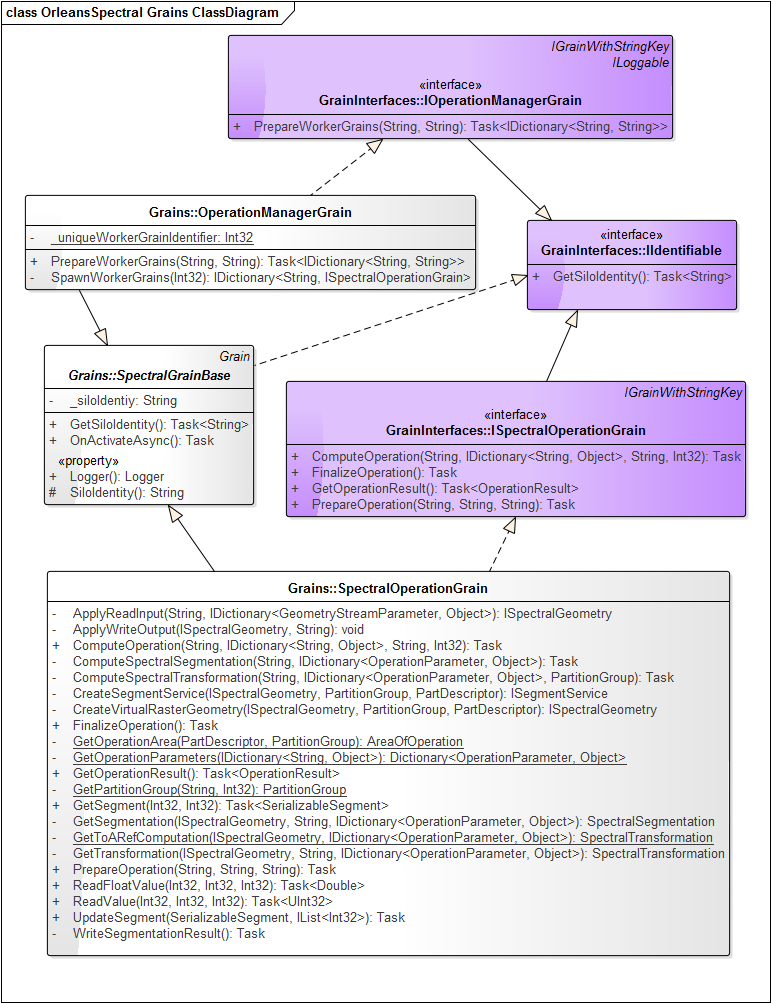 class OrleansSpectral Grains ClassDiagram
IGrainWithStringKey
ILoggable
«interface»
GrainInterfaces::IOperationManagerGrain
+ PrepareWorkerGrains(String, String): Task<IDictionary<String, String>>
Grains::OperationManagerGrain
- _uniqueWorkerGrainIdentifier: Int32
+ PrepareWorkerGrains(String, String): Task<IDictionary<String, String>>
- SpawnWorkerGrains(Int32): IDictionary<String, ISpectralOperationGrain>
«interface»
GrainInterfaces::IIdentifiable
+ GetSiloIdentity(): Task<String>
Grain
Grains::SpectralGrainBase
- _siloIdentiy: String
+ GetSiloIdentity(): Task<String>
+ OnActivateAsync(): Task
«property»
+ Logger(): Logger
# SiloIdentity(): String
IGrainWithStringKey
«interface»
GrainInterfaces::ISpectralOperationGrain
+ ComputeOperation(String, IDictionary<String, Object>, String, Int32): Task
+ FinalizeOperation(): Task
+ GetOperationResult(): Task<OperationResult>
+ PrepareOperation(String, String, String): Task
Grains::SpectralOperationGrain
- ApplyReadInput(String, IDictionary<GeometryStreamParameter, Object>): ISpectralGeometry
- ApplyWriteOutput(ISpectralGeometry, String): void
+ ComputeOperation(String, IDictionary<String, Object>, String, Int32): Task
- ComputeSpectralSegmentation(String, IDictionary<OperationParameter, Object>): Task
- ComputeSpectralTransformation(String, IDictionary<OperationParameter, Object>, PartitionGroup): Task
- CreateSegmentService(ISpectralGeometry, PartitionGroup, PartDescriptor): ISegmentService
- CreateVirtualRasterGeometry(ISpectralGeometry, PartitionGroup, PartDescriptor): ISpectralGeometry
+ FinalizeOperation(): Task
- GetOperationArea(PartDescriptor, PartitionGroup): AreaOfOperation
- GetOperationParameters(IDictionary<String, Object>): Dictionary<OperationParameter, Object>
+ GetOperationResult(): Task<OperationResult>
- GetPartitionGroup(String, Int32): PartitionGroup
+ GetSegment(Int32, Int32): Task<SerializableSegment>
- GetSegmentation(ISpectralGeometry, String, IDictionary<OperationParameter, Object>): SpectralSegmentation
- GetToARefComputation(ISpectralGeometry, IDictionary<OperationParameter, Object>): SpectralTransformation
- GetTransformation(ISpectralGeometry, String, IDictionary<OperationParameter, Object>): SpectralTransformation
+ PrepareOperation(String, String, String): Task
+ ReadFloatValue(Int32, Int32, Int32): Task<Double>
+ ReadValue(Int32, Int32, Int32): Task<UInt32>
+ UpdateSegment(SerializableSegment, IList<Int32>): Task
- WriteSegmentationResult(): Task